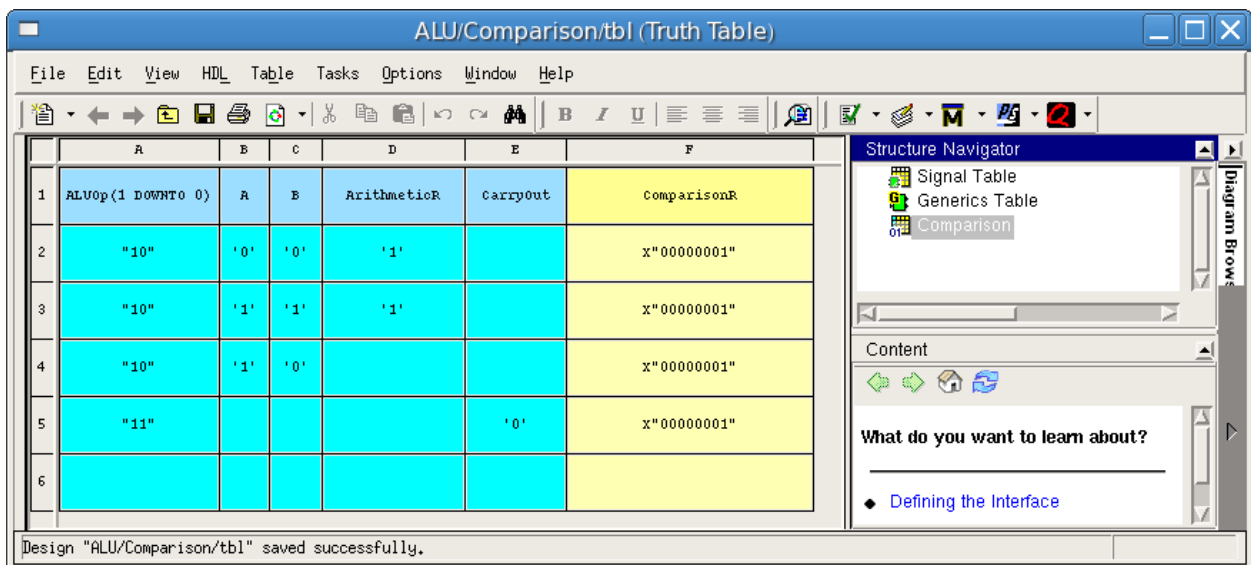 ALU/Comparison/tbl (Truth Table)
File Edit View HDL Table Tasks Options Window Help
B I U
A B C D E F
1 ALUOp(1 DOWNTO 0) A B ArithmeticR CarryOut ComparisonR
2 "10" '0' '0' '1' X"00000001"
3 "10" '1' '1' '1' X"00000001"
4 "10" '1' '0' X"00000001"
5 "11" '0' X"00000001"
6
Structure Navigator
Signal Table
Generics Table
Comparison
Diagram Brows
Content
What do you want to learn about?
Defining the Interface
Design "ALU/Comparison/tbl" saved successfully.